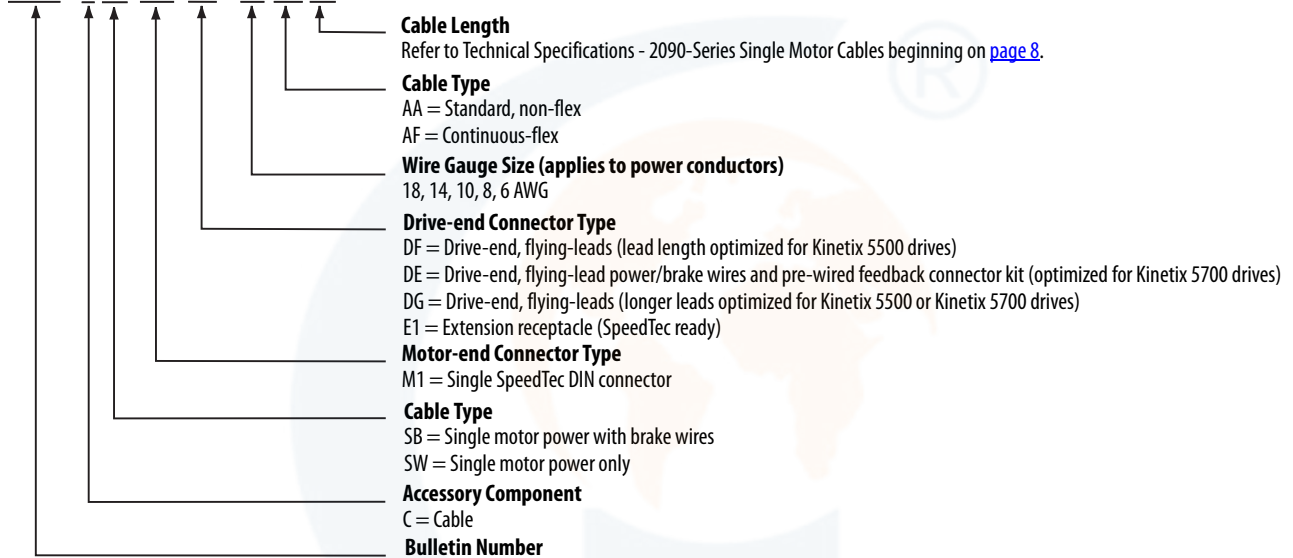 Cable Length
Refer to Technical Specifications - 2090-Series Single Motor Cables beginning on page 8.
Cable Type
AA = Standard, non-flex
AF = Continuous-flex
Wire Gauge Size (applies to power conductors)
18, 14, 10, 8, 6 AWG
Drive-end Connector Type
DF = Drive-end, flying-leads (lead length optimized for Kinetix 5500 drives)
DE = Drive-end, flying-lead power/brake wires and pre-wired feedback connector kit (optimized for Kinetix 5700 drives)
DG = Drive-end, flying-leads (longer leads optimized for Kinetix 5500 or Kinetix 5700 drives)
E1 = Extension receptacle (SpeedTec ready)
Motor-end Connector Type
M1 = Single SpeedTec DIN connector
Cable Type
SB = Single motor power with brake wires
SW = Single motor power only
Accessory Component
C = Cable
Bulletin Number
®